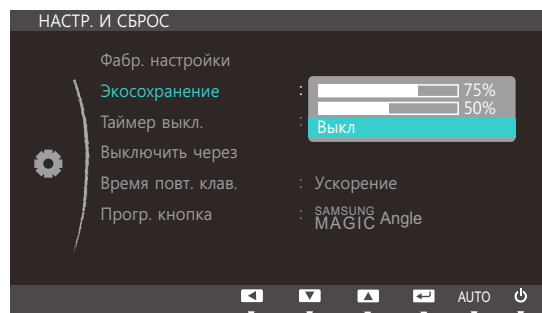 НАСТР. И СБРОС
Фабр. настройки
Экосохранение : 75%
50%
Таймер выкл. : Выкл
Выключить через
Время повт. клав. : Ускорение
Прогр. кнопка : SAMSUNG MAGIC Angle
AUTO